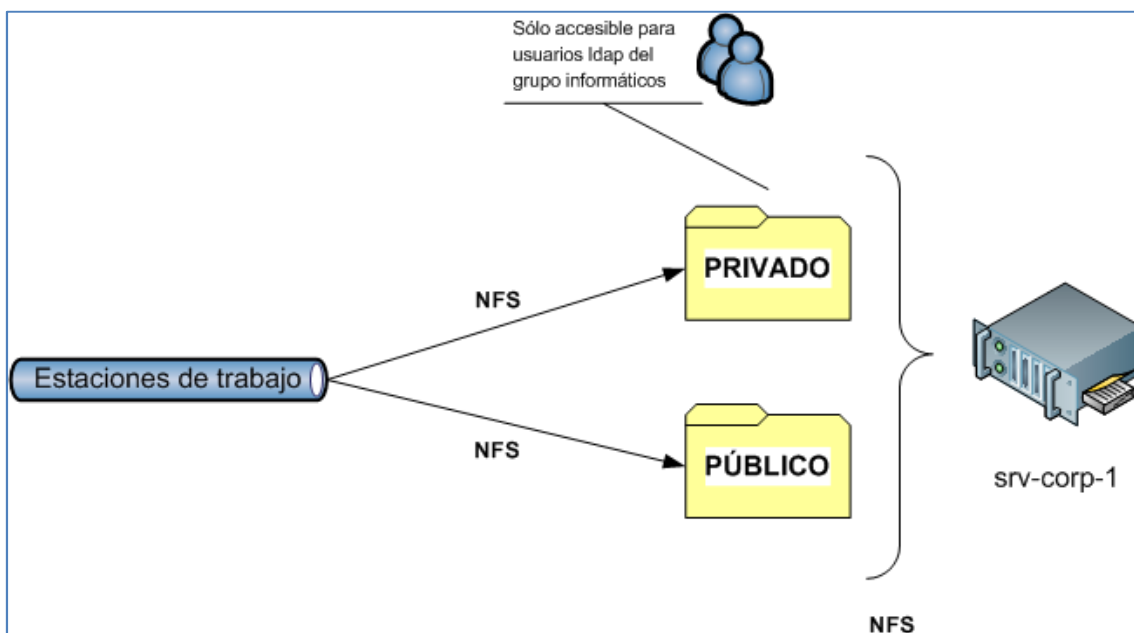 Sólo accesible para
usuarios ldap del
grupo informáticos
PRIVADO
NFS
Estaciones de trabajo
NFS
PÚBLICO
srv-corp-1
NFS